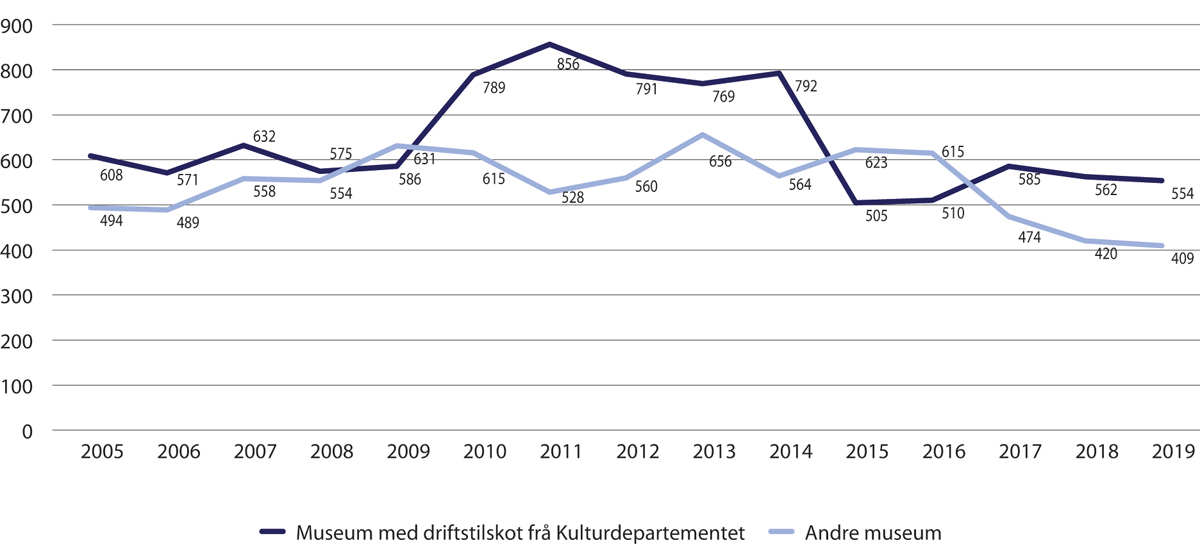 900
800
700
600
500
400
300
200
100
0
608 571 632 575 586 789 856 791 769 792 505 510 585 562 554
494 489 558 554 631 615 528 560 656 564 623 615 474 420 409
2005 2006 2007 2008 2009 2010 2011 2012 2013 2014 2015 2016 2017 2018 2019
Museum med driftstilskot frå Kulturdepartementet Andre museum